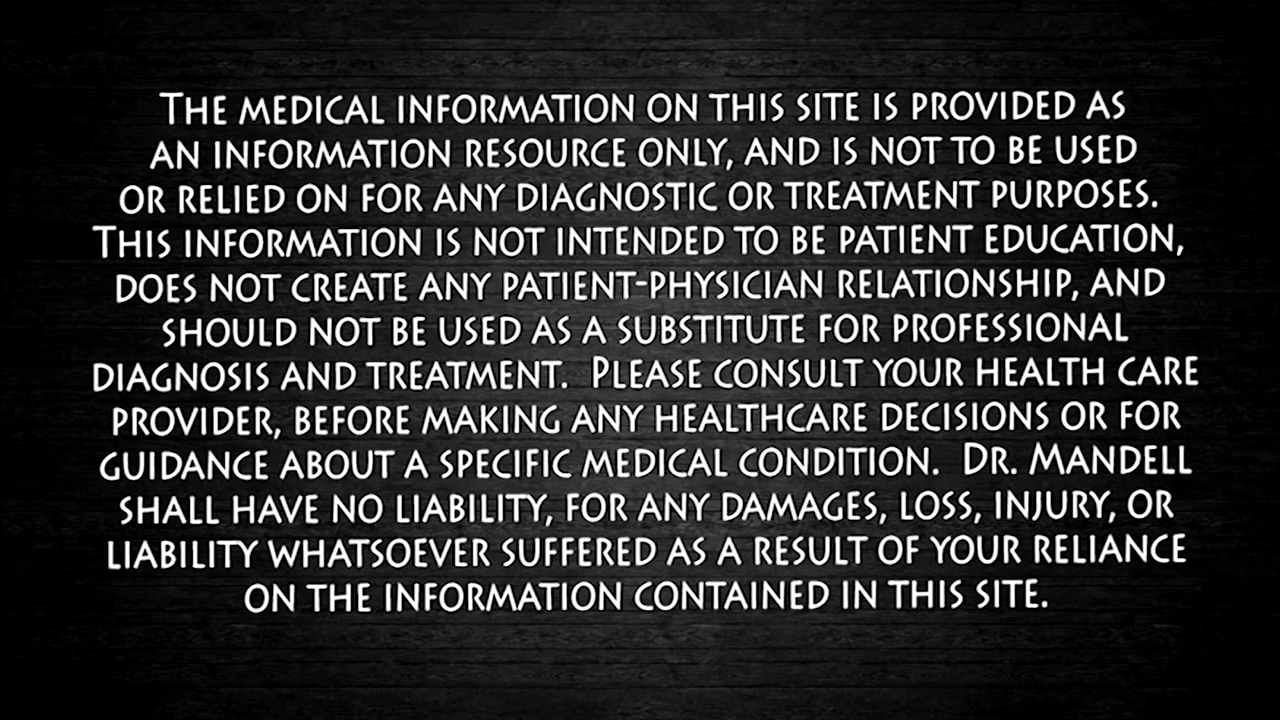 The medical information on this site is provided as
an information resource only, and is not to be used
or relied on for any diagnostic or treatment purposes.
This information is not intended to be patient education,
does not create any patient-physician relationship, and
should not be used as a substitute for professional
diagnosis and treatment.  Please consult your health care
provider, before making any healthcare decisions or for
guidance about a specific medical condition.  Dr. Mandell
shall have no liability, for any damages, loss, injury, or
liability whatsoever suffered as a result of your reliance
on the information contained in this site.